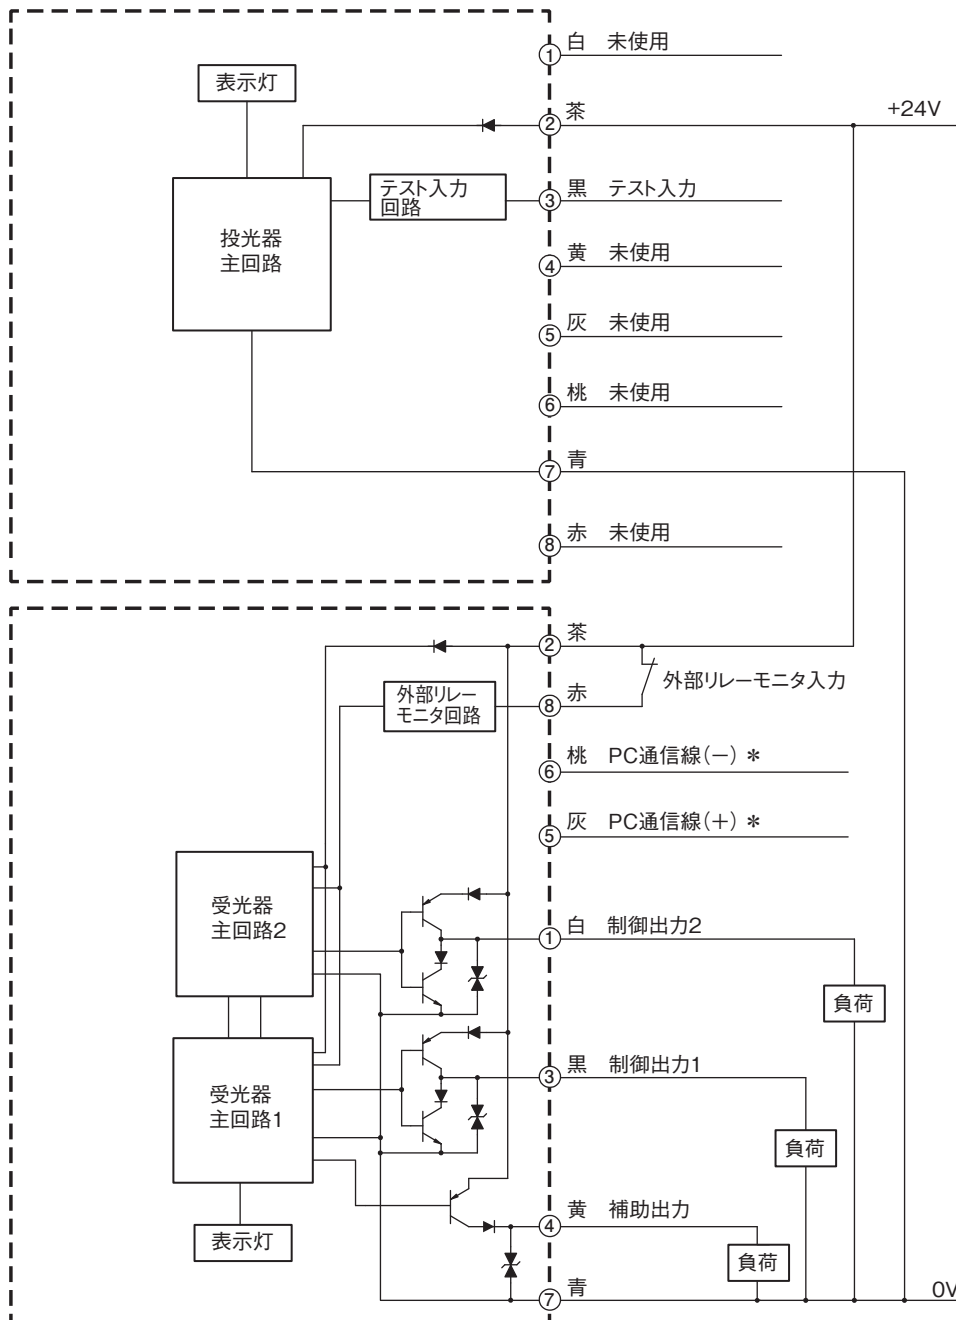 ① 白 未使用
表示灯
② 茶
+24V
テスト入力
回路
③ 黒 テスト入力
投光器
主回路
④ 黄 未使用
⑤ 灰 未使用
⑥ 桃 未使用
⑦ 青
⑧ 赤 未使用
② 茶
外部リレーモニタ入力
外部リレー
モニタ回路
⑧ 赤
⑥ 桃 PC通信線(−) *
⑤ 灰 PC通信線(+) *
受光器
主回路2
① 白 制御出力2
負荷
受光器
主回路1
③ 黒 制御出力1
負荷
④ 黄 補助出力
表示灯
負荷
⑦ 青
0V